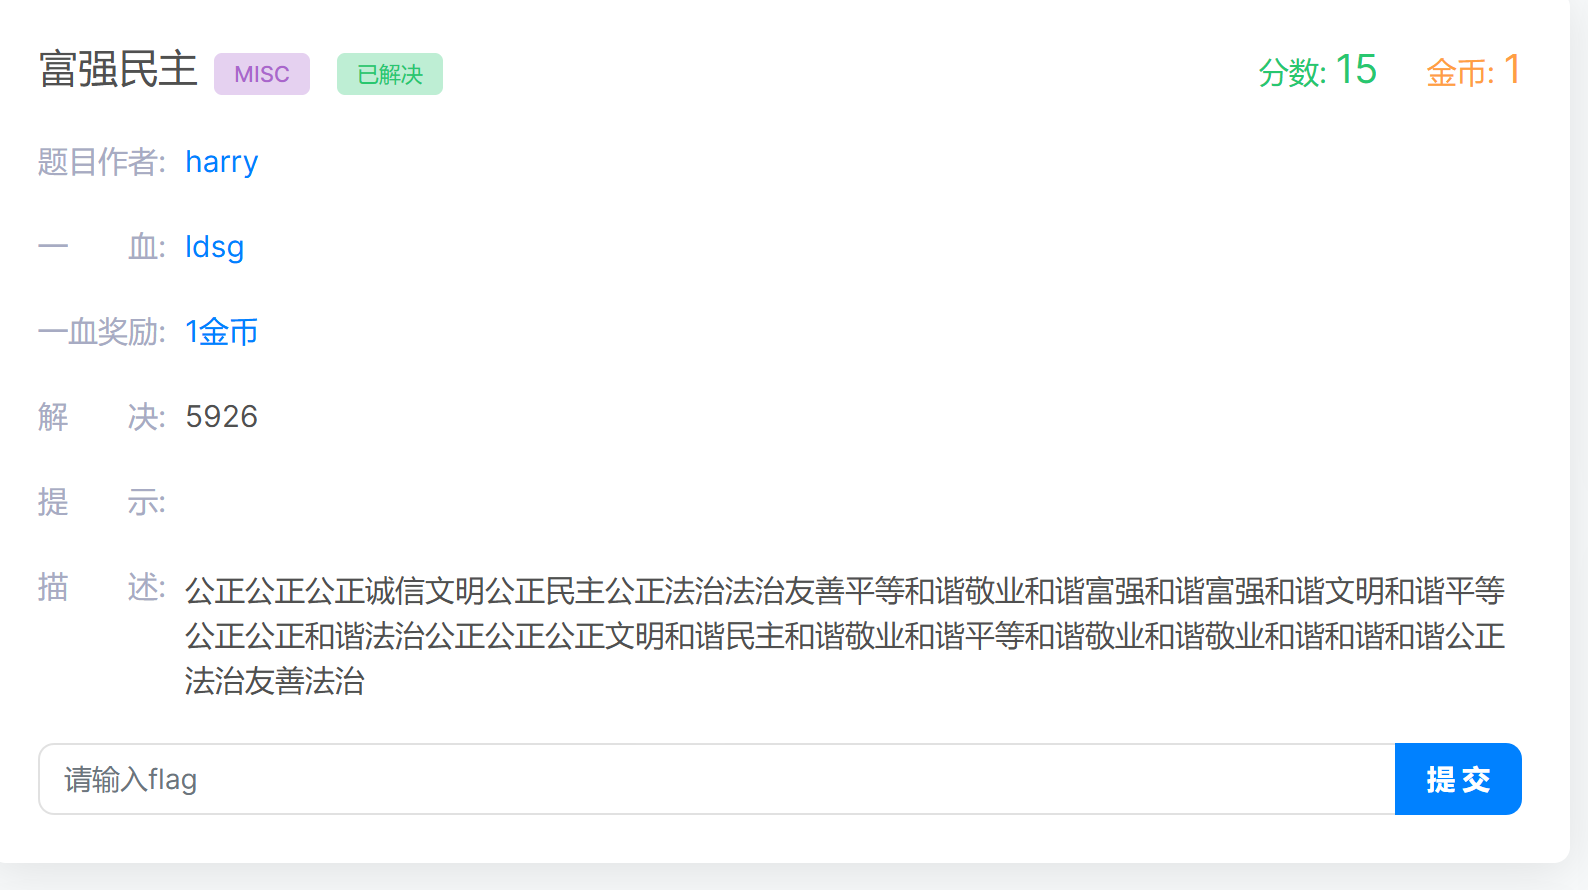 富强民主 MISC 已解决 分数: 15 金币: 1
题目作者: harry
一 血: ldsg
一血奖励: 1金币
解 决: 5926
提 示:
描 述: 公正公正公正诚信文明公正民主公正法治法治友善平等和谐敬业和谐富强和谐富强和谐文明和谐平等
公正公正和谐法治公正公正公正文明和谐民主和谐敬业和谐平等和谐敬业和谐敬业和谐和谐和谐公正
法治友善法治
请输入flag 提 交